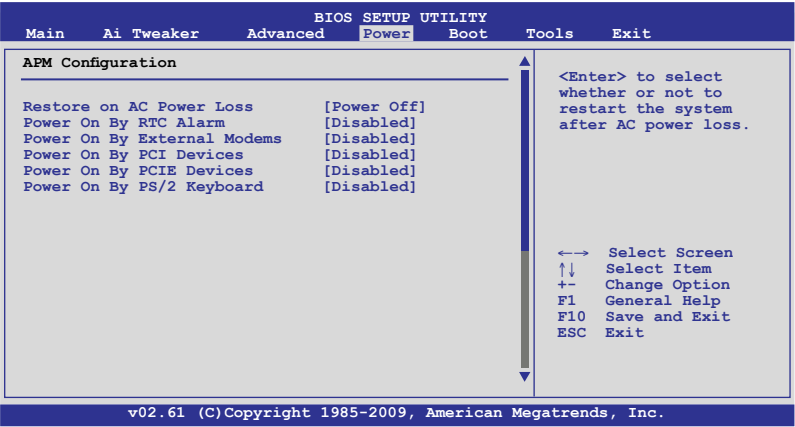 BIOS SETUP UTILITY
Main Ai Tweaker Advanced Power Boot Tools Exit
APM Configuration
Restore on AC Power Loss [Power Off]
Power On By RTC Alarm [Disabled]
Power On By External Modems [Disabled]
Power On By PCI Devices [Disabled]
Power On By PCIE Devices [Disabled]
Power On By PS/2 Keyboard [Disabled]
<Enter> to select
whether or not to
restart the system
after AC power loss.
←→ Select Screen
↑↓ Select Item
+- Change Option
F1 General Help
F10 Save and Exit
ESC Exit
v02.61 (C)Copyright 1985-2009, American Megatrends, Inc.